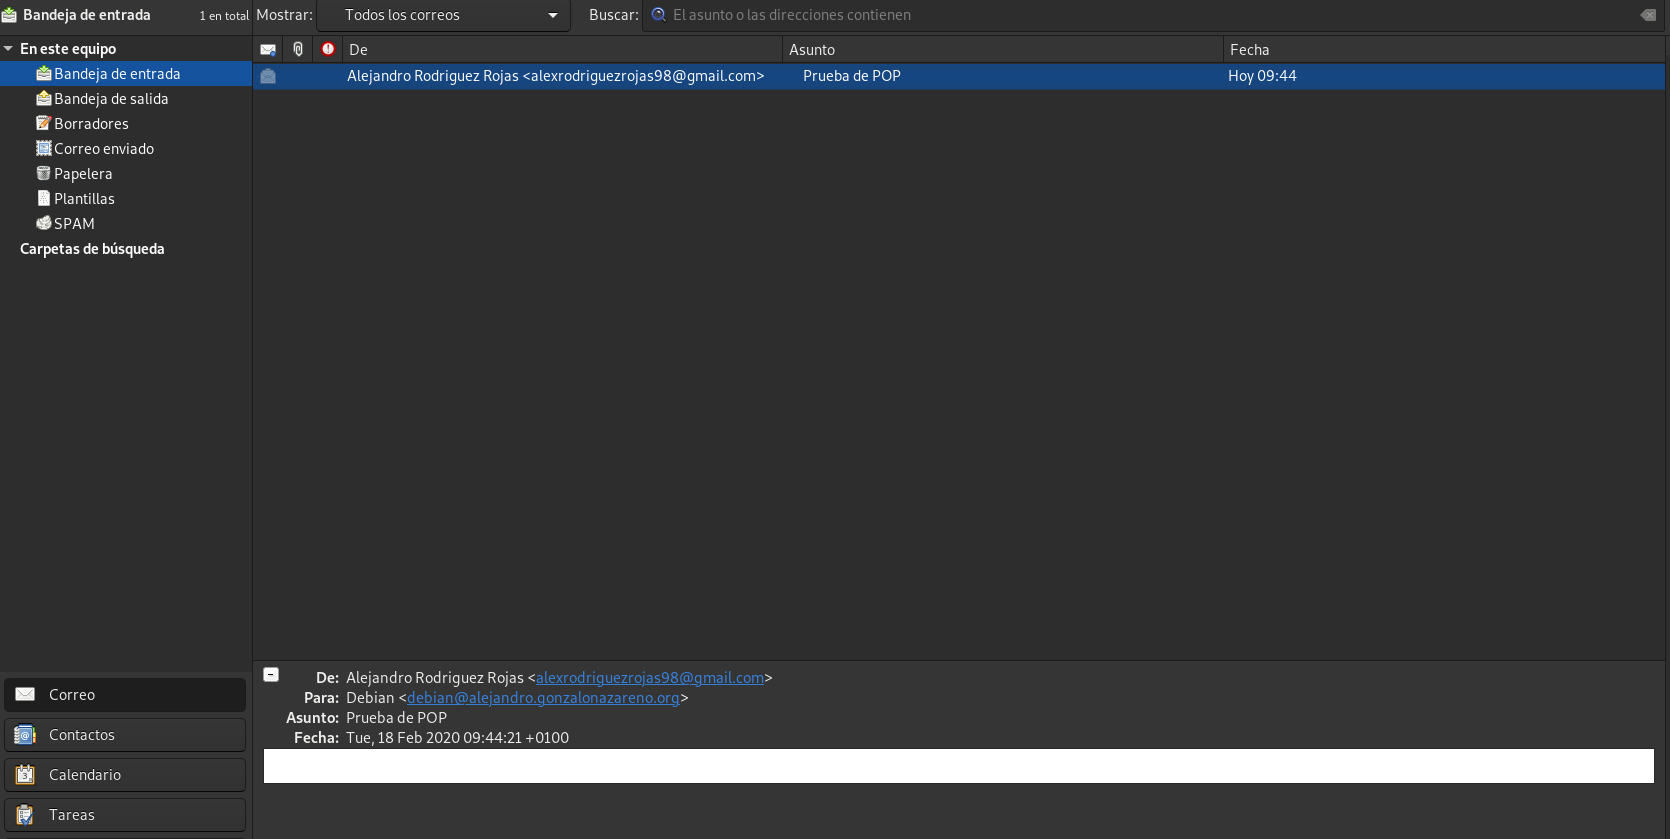 Bandeja de entrada 1 en total Mostrar: Todos los correos Buscar: El asunto o las direcciones contienen
En este equipo
Bandeja de entrada
Bandeja de salida
Borradores
Correo enviado
Papelera
Plantillas
SPAM
Carpetas de búsqueda
De Asunto Fecha
Alejandro Rodriguez Rojas <alexrodriguezrojas98@gmail.com> Prueba de POP Hoy 09:44
De: Alejandro Rodriguez Rojas <alexrodriguezrojas98@gmail.com>
Para: Debian <debian@alejandro.gonzalonazareno.org>
Asunto: Prueba de POP
Fecha: Tue, 18 Feb 2020 09:44:21 +0100
Correo
Contactos
Calendario
Tareas